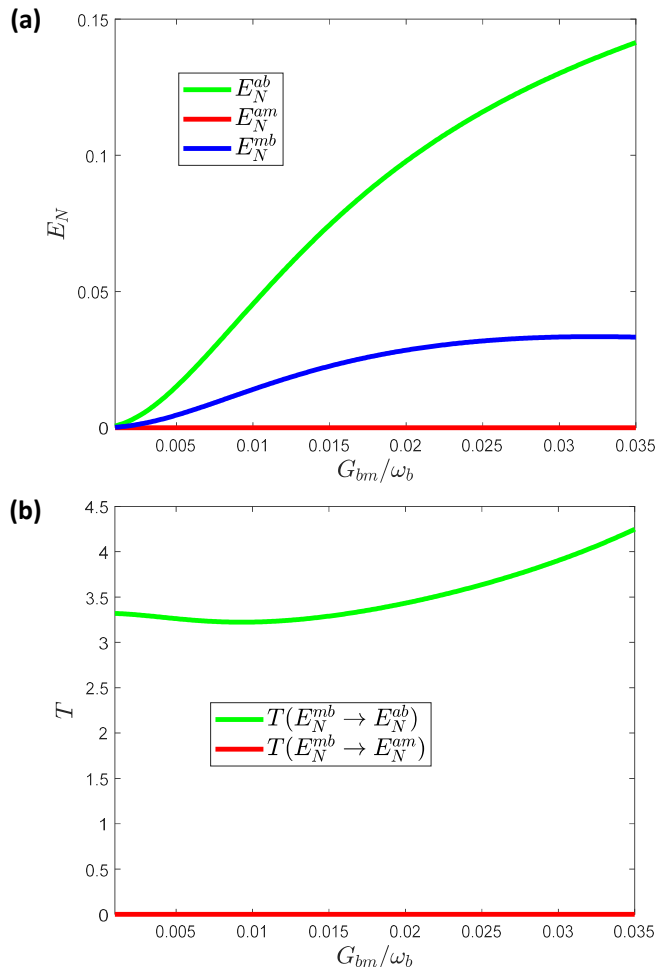 (a)
0.15
0.1
0.05
0
E_N^{ab}
E_N^{am}
E_N^{mb}
E_N
0.005 0.01 0.015 0.02 0.025 0.03 0.035
G_{bm}/ω_b
(b)
4.5
4
3.5
3
2.5
2
1.5
1
0.5
0
T(E_N^{mb} → E_N^{ab})
T(E_N^{mb} → E_N^{am})
T
0.005 0.01 0.015 0.02 0.025 0.03 0.035
G_{bm}/ω_b